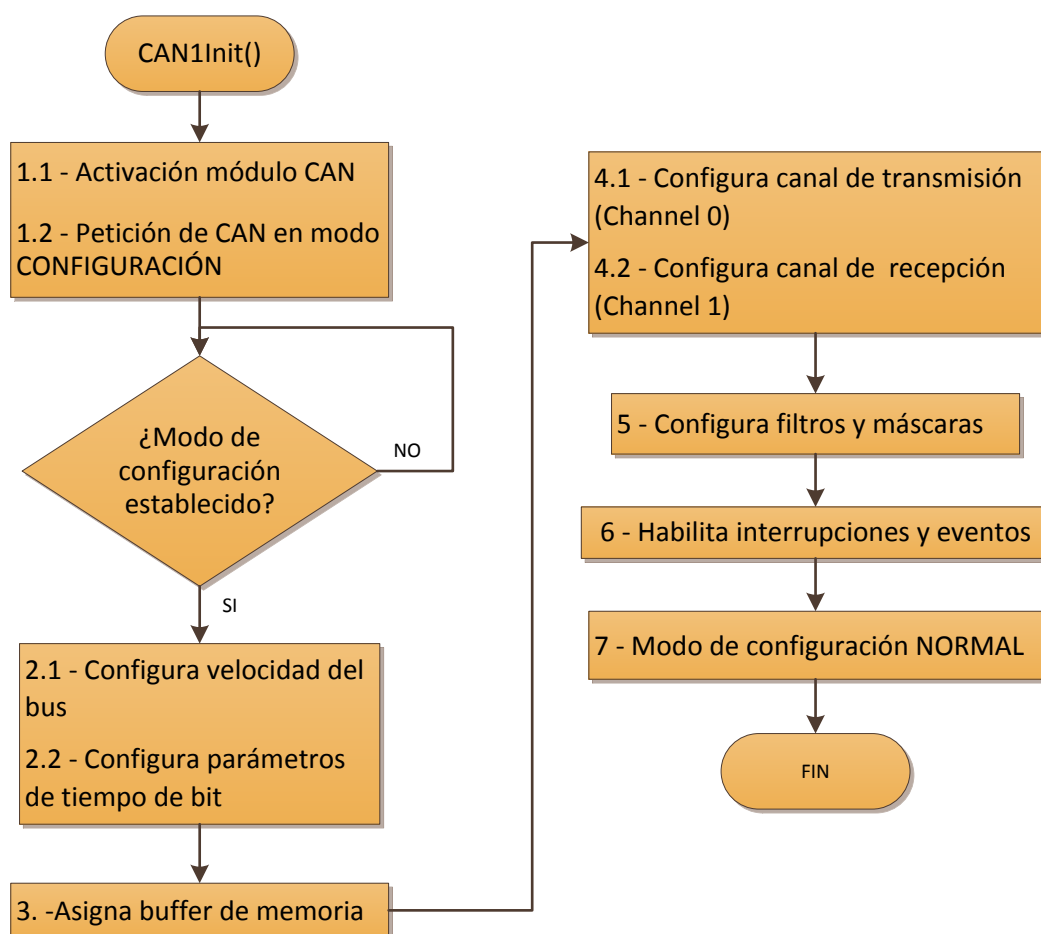 CAN1Init()
1.1 - Activación módulo CAN
1.2 - Petición de CAN en modo
CONFIGURACIÓN
¿Modo de
configuración
establecido?
NO
SI
2.1 - Configura velocidad del
bus
2.2 - Configura parámetros
de tiempo de bit
3. -Asigna buffer de memoria
4.1 - Configura canal de transmisión
(Channel 0)
4.2 - Configura canal de recepción
(Channel 1)
5 - Configura filtros y máscaras
6 - Habilita interrupciones y eventos
7 - Modo de configuración NORMAL
FIN